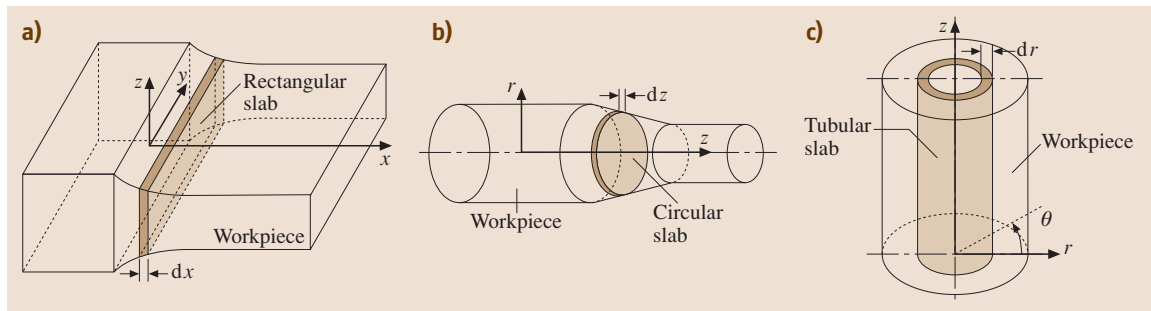 a)
z
y
Rectangular
slab
x
Workpiece
dx
b)
r
dz
z
Workpiece
Circular
slab
c)
z
dr
Tubular
slab
Workpiece
θ
r